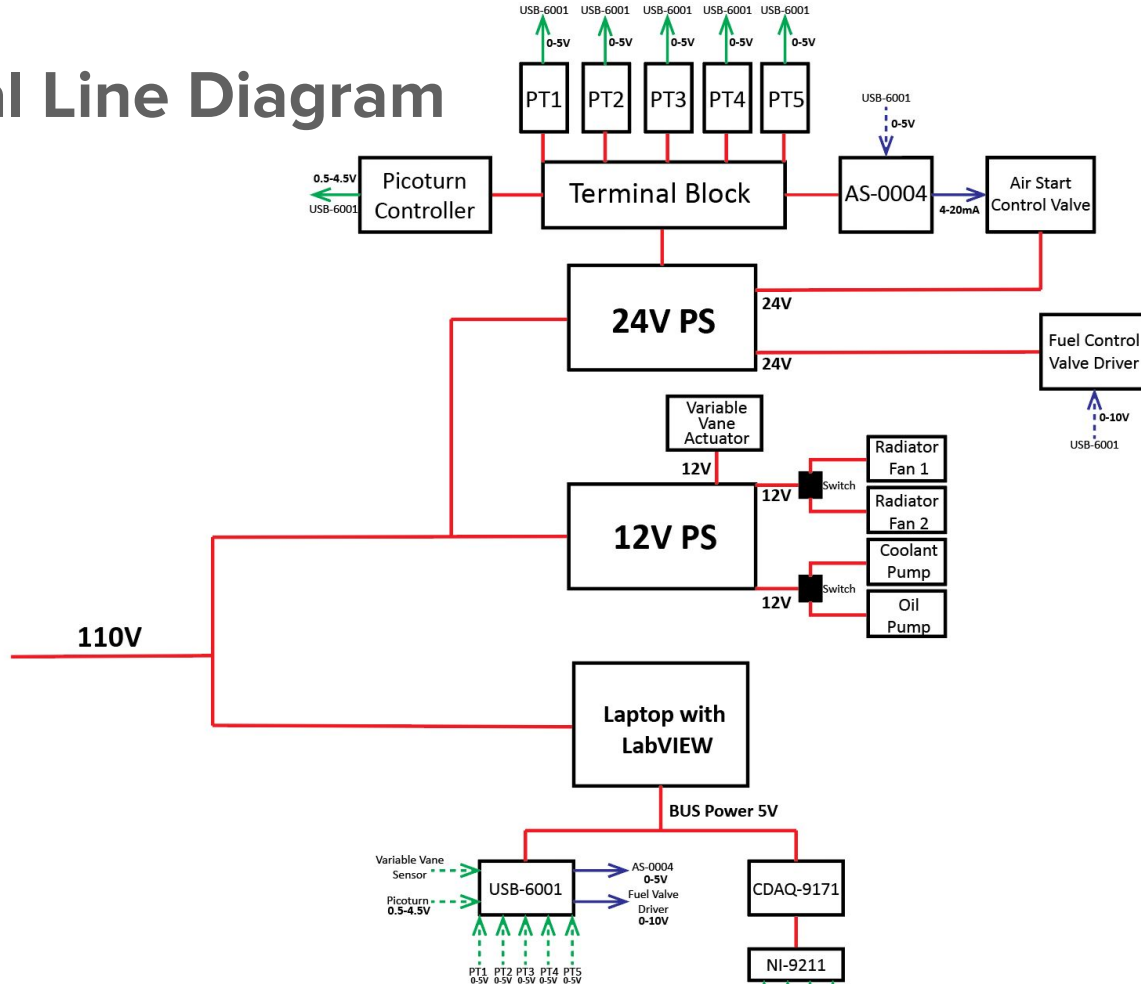 USB-6001 USB-6001 USB-6001 USB-6001 USB-6001
0-5V 0-5V 0-5V 0-5V 0-5V
Line Diagram
PT1 PT2 PT3 PT4 PT5
USB-6001
0-5V
0.5-4.5V
USB-6001
Picoturn
Controller
Terminal Block
AS-0004
4-20mA
Air Start
Control Valve
24V PS
24V
24V
Fuel Control
Valve Driver
0-10V
USB-6001
Variable
Vane
Actuator
12V
12V PS
12V
Switch
Radiator
Fan 1
Radiator
Fan 2
12V
Switch
Coolant
Pump
Oil
Pump
110V
Laptop with
LabVIEW
BUS Power 5V
Variable Vane
Sensor
Picoturn
0.5-4.5V
USB-6001
AS-0004
0-5V
Fuel Valve
Driver
0-10V
PT1 PT2 PT3 PT4 PT5
0-5V 0-5V 0-5V 0-5V 0-5V
CDAQ-9171
NI-9211